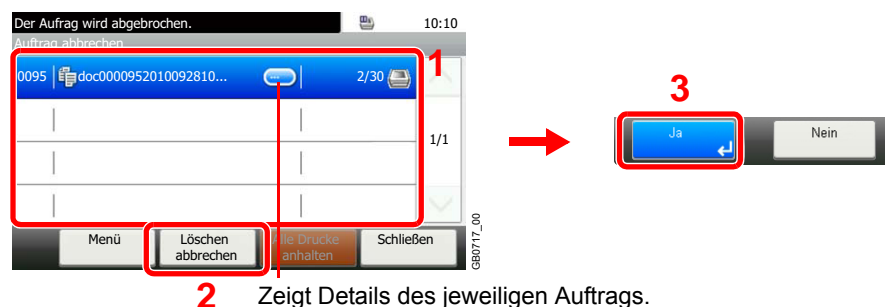 Der Aufrag wird abgebrochen. 10:10
Auftrag abbrechen
1
0095 doc0000952010092810... ... 2/30
1/1
3
Ja Nein
Menü Löschen abbrechen Alle Drucke anhalten Schließen
GB0717_00
2 Zeigt Details des jeweiligen Auftrags.